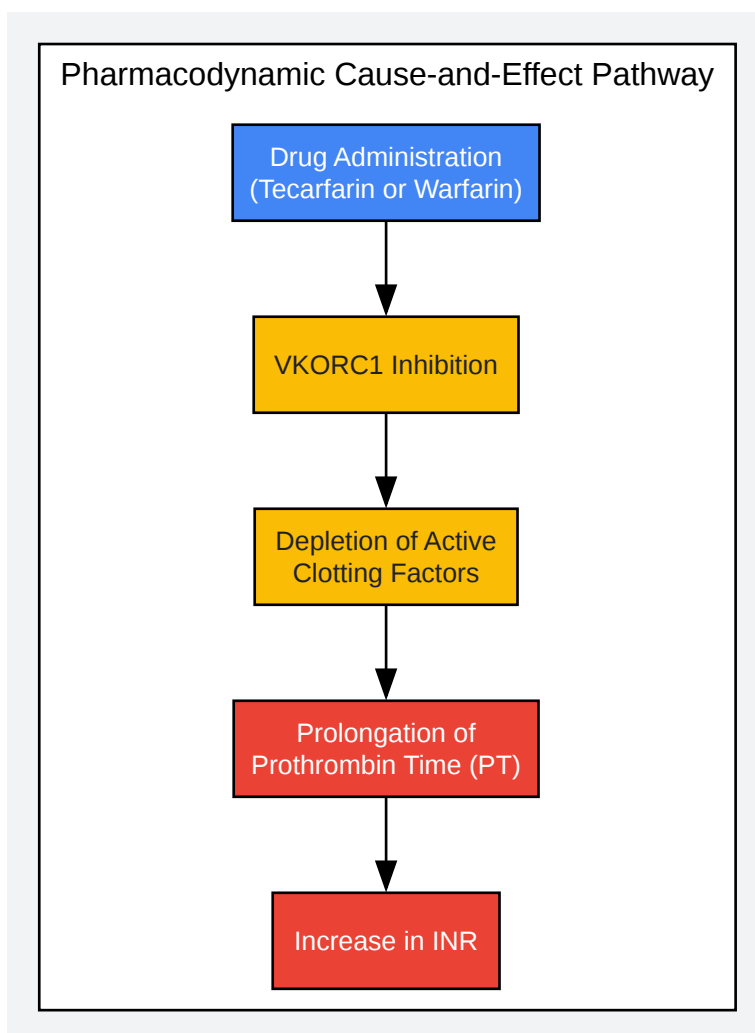 Pharmacodynamic Cause-and-Effect Pathway
Drug Administration
(Tecarfarin or Warfarin)
VKORC1 Inhibition
Depletion of Active
Clotting Factors
Prolongation of
Prothrombin Time (PT)
Increase in INR